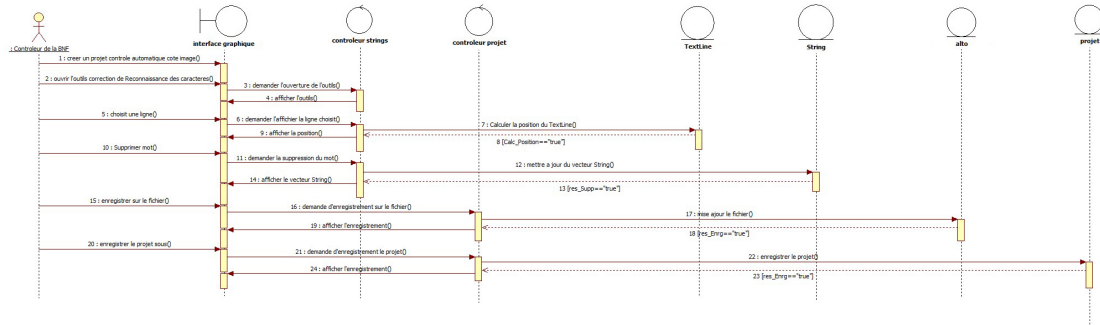 : Controleur de la BNF
interface graphique
controleur strings
controleur projet
TextLine
String
alto
projet
1 : creer un projet controle automatique cote image()
2 : ouvrir l'outils correction de Reconnaissance des caracteres()
3 : demander l'ouverture de l'outils()
4 : afficher l'outils()
5 : choisit une ligne()
6 : demander l'affichier la ligne choisit()
7 : Calculer la position du TextLine()
8 [Calc_Position=="true"]
9 : afficher la position()
10 : Supprimer mot()
11 : demander la suppression du mot()
12 : mettre a jour du vecteur String()
13 [res_Supp=="true"]
14 : afficher le vecteur String()
15 : enregistrer sur le fichier()
16 : demande d'enregistrement sur le fichier()
17 : mise ajour le fichier()
18 [res_Enrg=="true"]
19 : afficher l'enregistrement()
20 : enregistrer le projet sous()
21 : demande d'enregistrement le projet()
22 : enregistrer le projet()
23 [res_Enrg=="true"]
24 : afficher l'enregistrement()